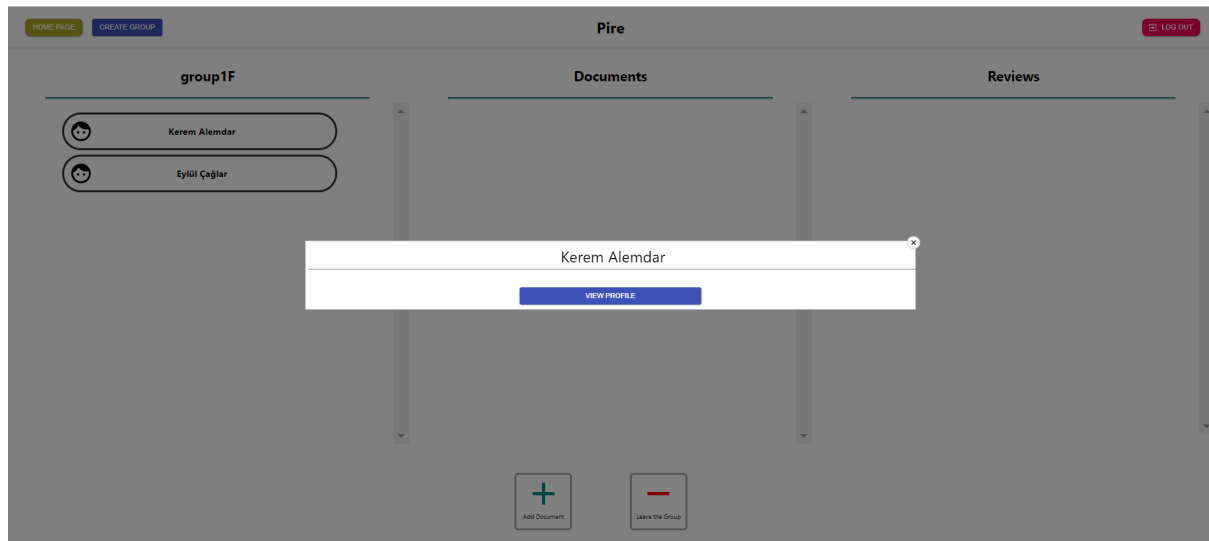 HOME PAGE
CREATE GROUP
Pire
LOG OUT
group1F
Documents
Reviews
Kerem Alemdar
Eylül Çağlar
Kerem Alemdar
VIEW PROFILE
Add Document
Leave the Group